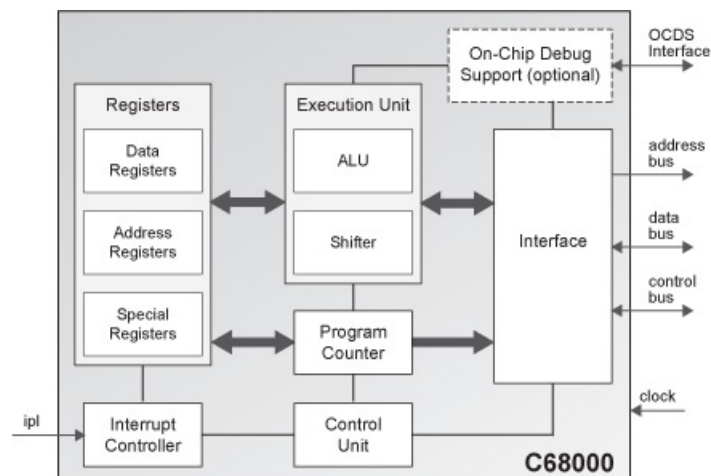 On-Chip Debug
Support (optional)
OCDS
Interface
Registers
Data
Registers
Address
Registers
Special
Registers
Execution Unit
ALU
Shifter
Program
Counter
Interface
address
bus
data
bus
control
bus
ipl
Interrupt
Controller
Control
Unit
clock
C68000